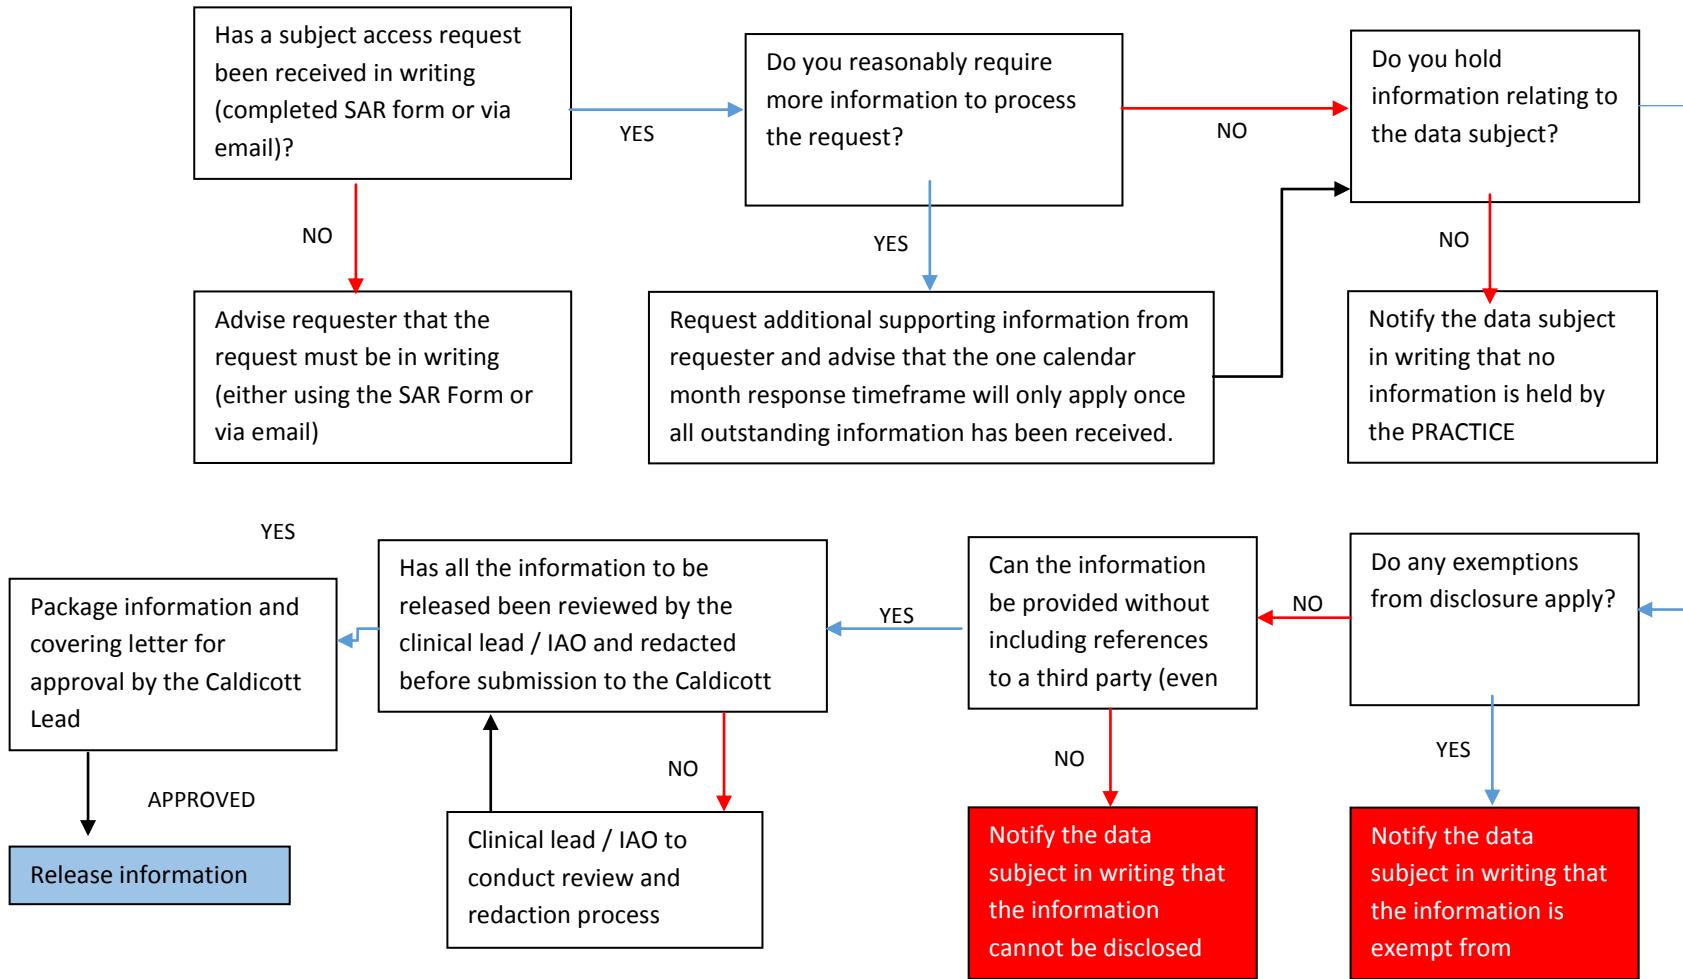 Has a subject access request
been received in writing
(completed SAR form or via
email)?
YES
NO
Do you reasonably require
more information to process
the request?
NO
YES
Do you hold
information relating to
the data subject?
NO
Advise requester that the
request must be in writing
(either using the SAR Form or
via email)
Request additional supporting information from
requester and advise that the one calendar
month response timeframe will only apply once
all outstanding information has been received.
Notify the data subject
in writing that no
information is held by
the PRACTICE
Do any exemptions
from disclosure apply?
NO
YES
Can the information
be provided without
including references
to a third party (even
YES
NO
Has all the information to be
released been reviewed by the
clinical lead / IAO and redacted
before submission to the Caldicott
YES
NO
Package information and
covering letter for
approval by the Caldicott
Lead
APPROVED
Release information
Clinical lead / IAO to
conduct review and
redaction process
Notify the data
subject in writing that
the information
cannot be disclosed
Notify the data
subject in writing that
the information is
exempt from